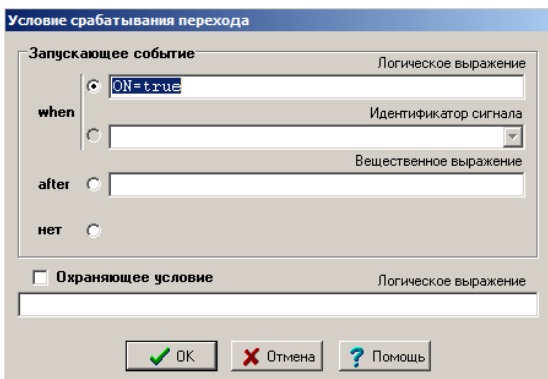 Условие срабатывания перехода
Запускающее событие
Логическое выражение
ON=true
when
Идентификатор сигнала
Вещественное выражение
after
нет
Охраняющее условие
Логическое выражение
OK
Отмена
? Помощь